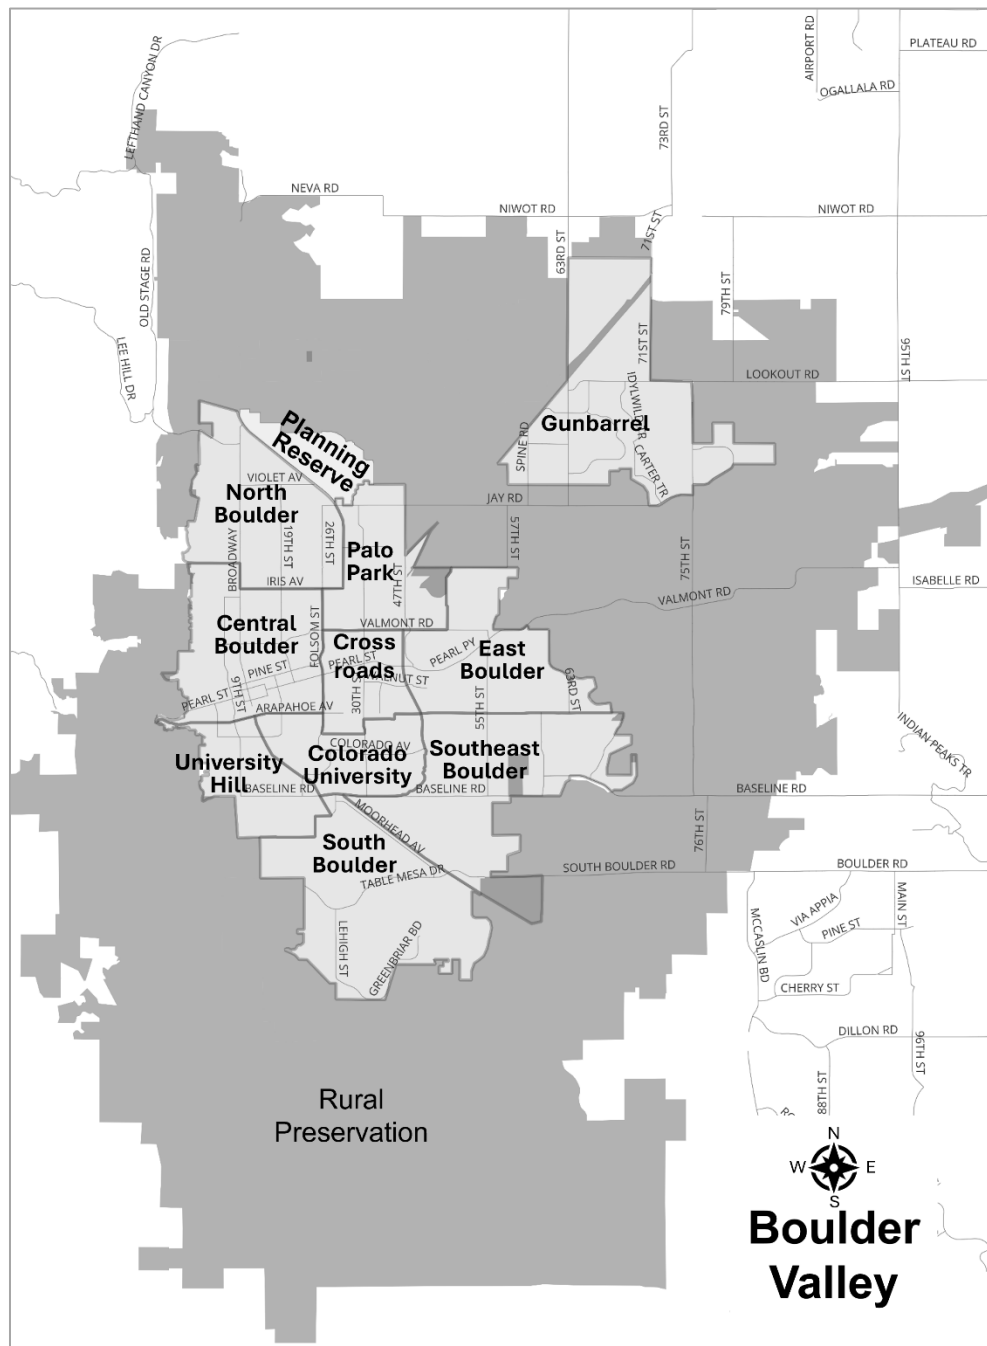 PLATEAU RD
AIRPORT RD
OGALLALA RD
LEFTHAND CANYON DR
73RD ST
NEVA RD
NIWOT RD
NIWOT RD
63RD ST
71ST ST
OLD STAGE RD
79TH ST
LEE HILL DR
71ST ST
95TH ST
LOOKOUT RD
IDYLWILD TR
Gunbarrel
SPINE RD
CARTER TR
Planning
Reserve
VIOLET AV
North
Boulder
JAY RD
BROADWAY
19TH ST
26TH ST
57TH ST
75TH ST
Palo
Park
47TH ST
IRIS AV
ISABELLE RD
VALMONT RD
Central
Boulder
FOLSOM ST
VALMONT RD
Cross
roads
PEARL PY
East
Boulder
PINE ST
PEARL ST
WALNUT ST
PEARL ST
9TH ST
30TH ST
55TH ST
63RD ST
ARAPAHOE AV
INDIAN PEAKS TR
University
Hill
COLORADO AV
Colorado
University
Southeast
Boulder
BASELINE RD
BASELINE RD
BASELINE RD
MOORHEAD AV
76TH ST
South
Boulder
TABLE MESA DR
SOUTH BOULDER RD
BOULDER RD
MCCASLIN BD
VIA APPIA
MAIN ST
PINE ST
LEHIGH ST
GREENBRIAR BD
CHERRY ST
DILLON RD
96TH ST
88TH ST
Rural
Preservation
N
W
E
S
Boulder
Valley